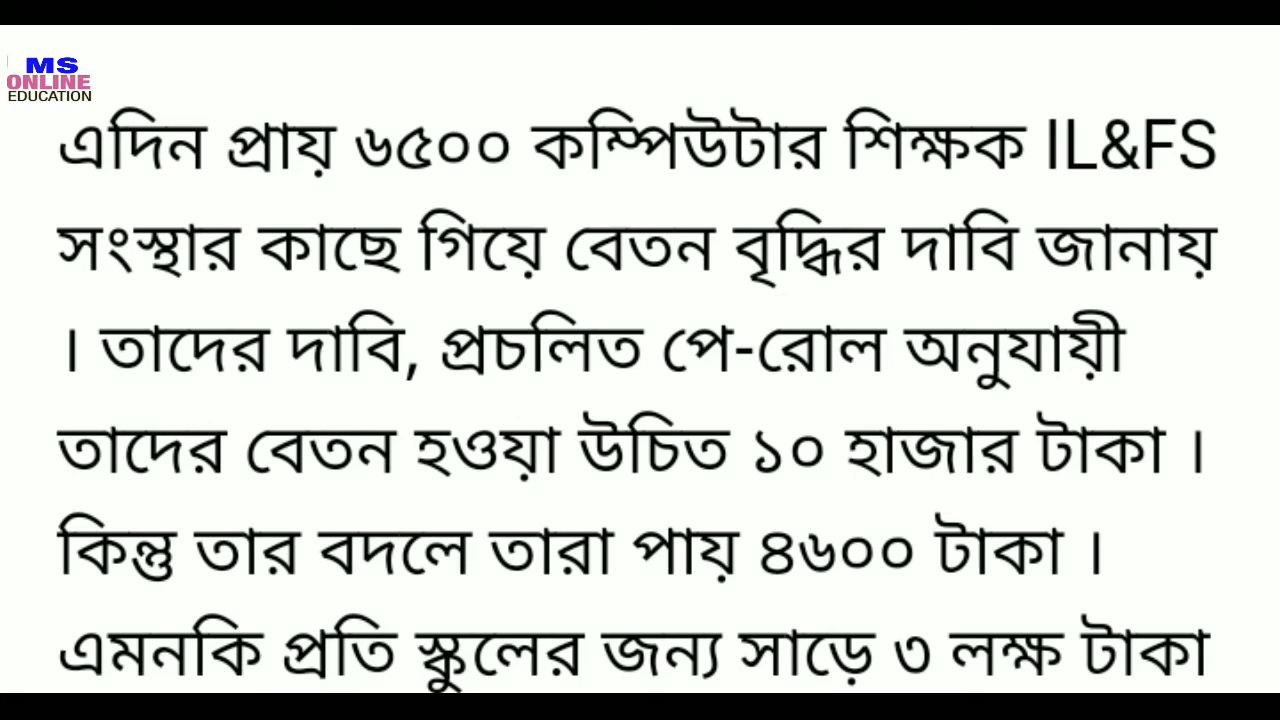 MS
ONLINE
EDUCATION
এদিন প্রায় ৬৫০০ কম্পিউটার শিক্ষক IL&FS
সংস্থার কাছে গিয়ে বেতন বৃদ্ধির দাবি জানায়
। তাদের দাবি, প্রচলিত পে-রোল অনুযায়ী
তাদের বেতন হওয়া উচিত ১০ হাজার টাকা ।
কিন্তু তার বদলে তারা পায় ৪৬০০ টাকা ।
এমনকি প্রতি স্কুলের জন্য সাড়ে ৩ লক্ষ টাকা